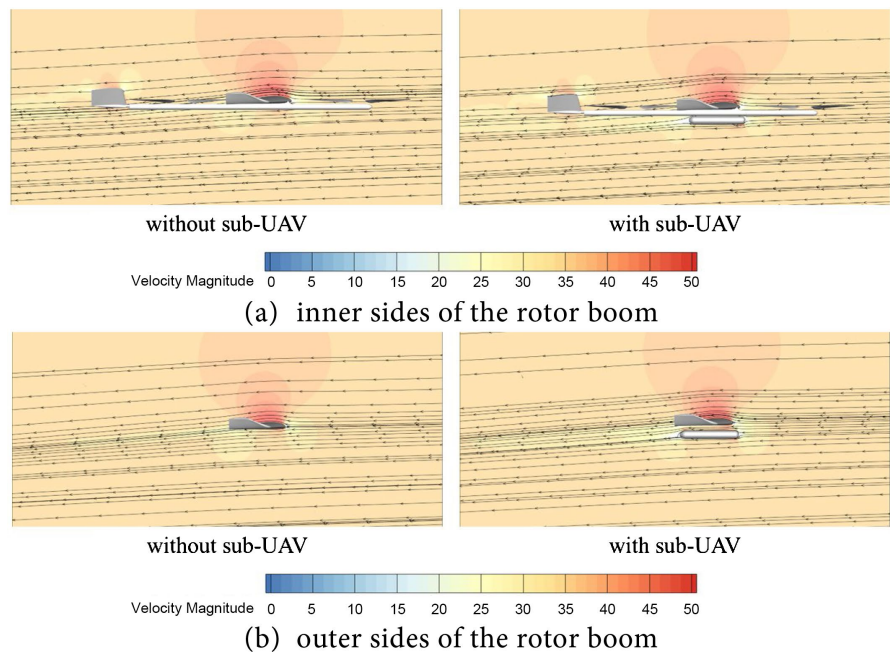 without sub-UAV with sub-UAV
Velocity Magnitude 0 5 10 15 20 25 30 35 40 45 50
(a) inner sides of the rotor boom
without sub-UAV with sub-UAV
Velocity Magnitude 0 5 10 15 20 25 30 35 40 45 50
(b) outer sides of the rotor boom